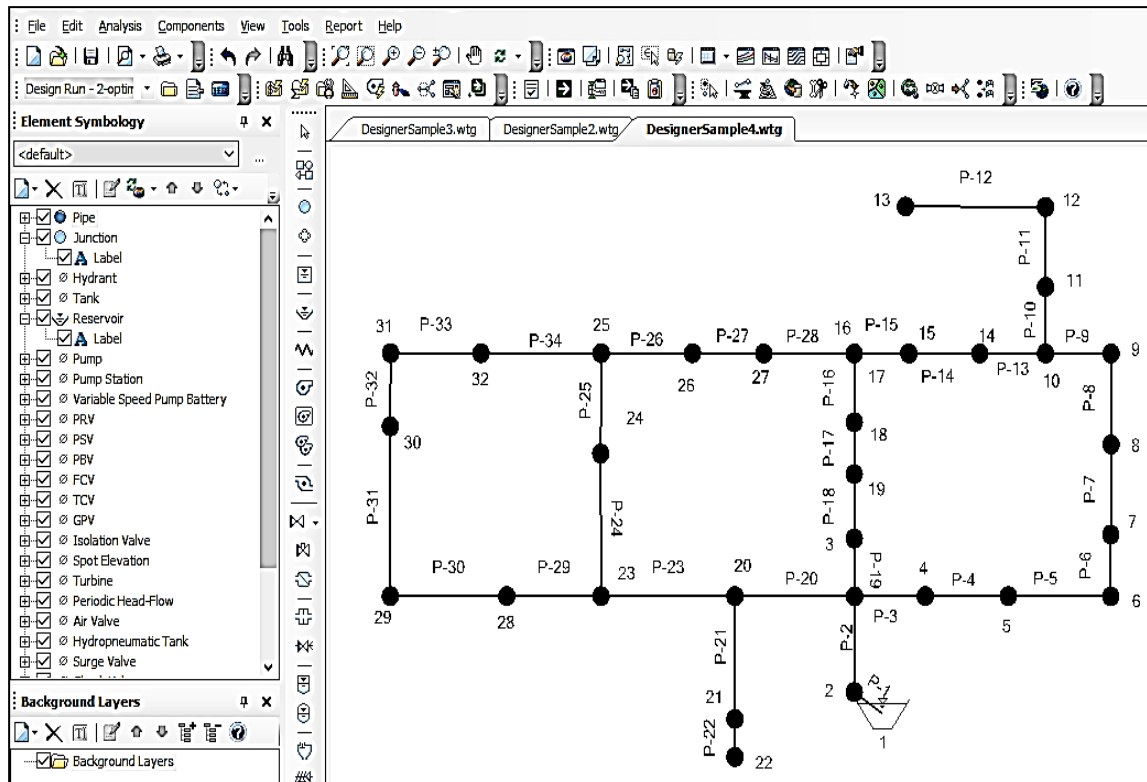 File Edit Analysis Components View Tools Report Help
Design Run - 2-optin
Element Symbology
<default>
...
Pipe
Junction
Label
Hydrant
Tank
Reservoir
Label
Pump
Pump Station
Variable Speed Pump Battery
PRV
PSV
PBV
FCV
TCV
GPV
Isolation Valve
Spot Elevation
Turbine
Periodic Head-Flow
Air Valve
Hydropneumatic Tank
Surge Valve
Background Layers
Background Layers
DesignerSample3.wtg DesignerSample2.wtg DesignerSample4.wtg
P-12
13 12
P-11
11
P-10
31 P-33 P-34 25 P-26 P-27 P-28 16 P-15 15 14 P-9 9
32 26 27 17 P-14 P-13 10
P-32 P-25 P-16 P-8
24
30 18 8
P-17
19 P-7
P-31 P-24 P-18
3 7
P-19 P-6
P-30 P-29 23 P-23 20 P-20 4 P-4 P-5
29 28 P-3 5 6
P-21 P-2
2 P-1
21 1
P-22
22